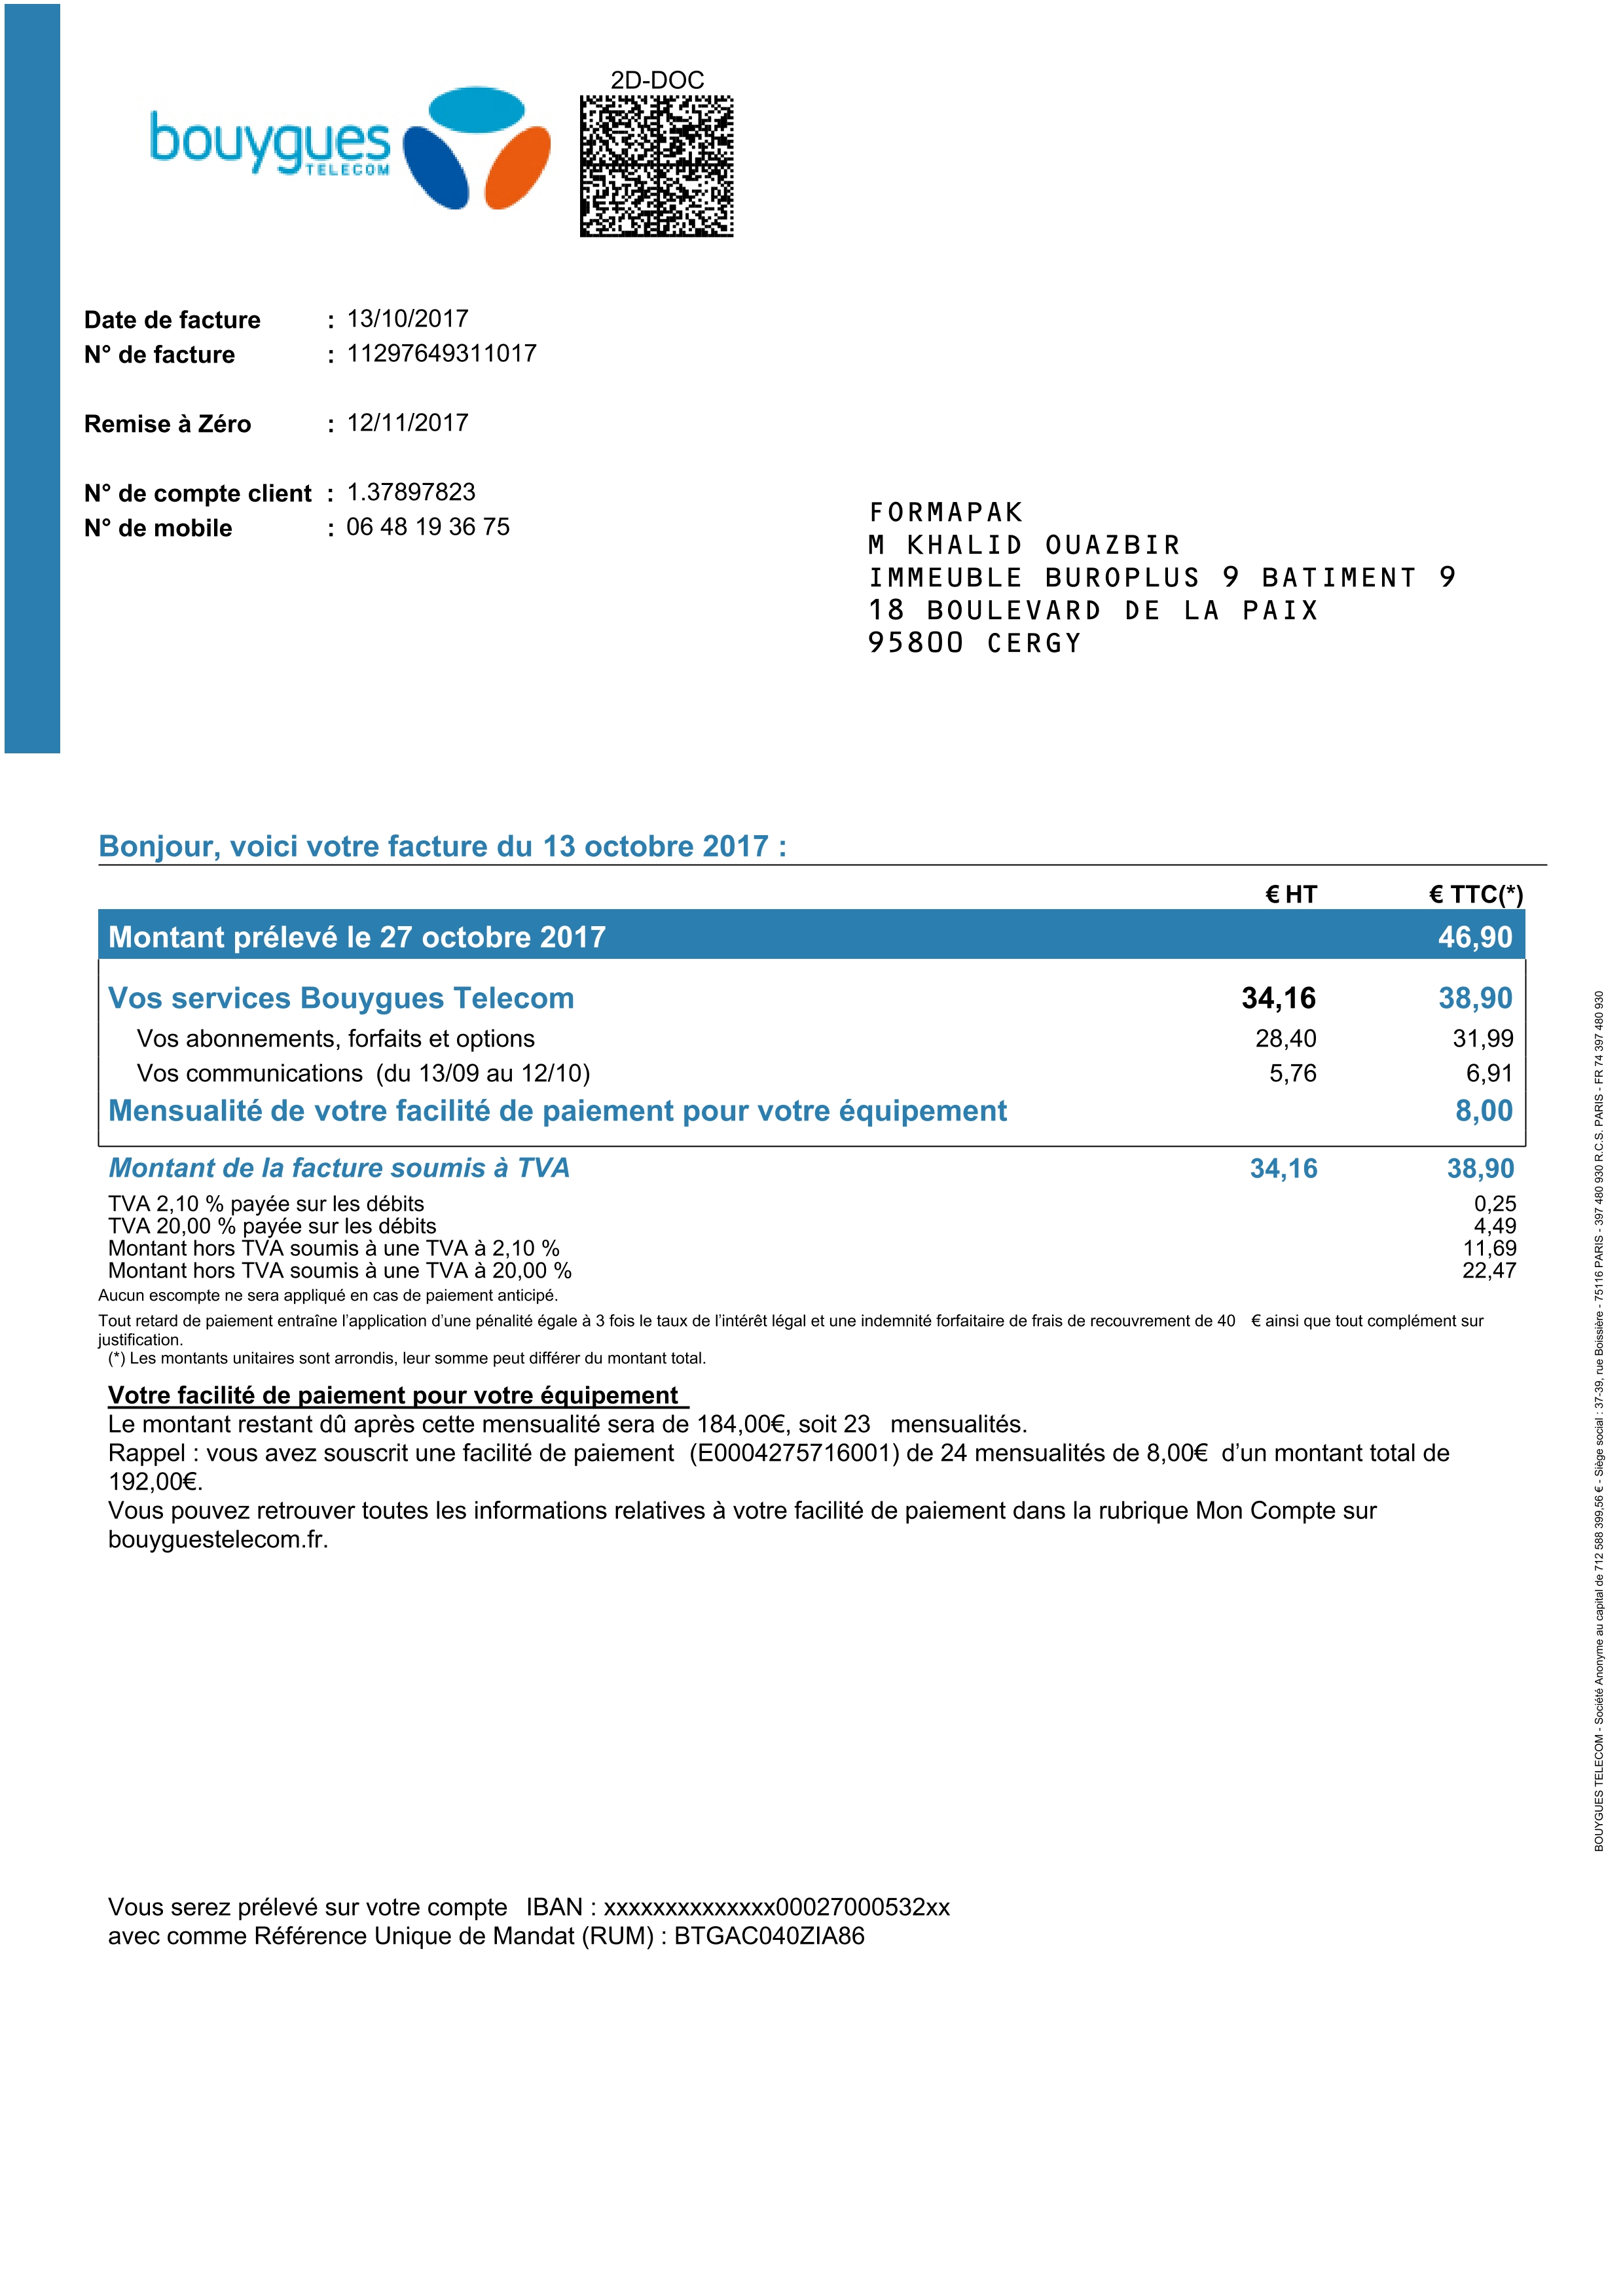 2D-DOC
bouygues
TELECOM
Date de facture : 13/10/2017
N° de facture : 11297649311017
Remise à Zéro : 12/11/2017
N° de compte client : 1.37897823
N° de mobile : 06 48 19 36 75
FORMAPAK
M KHALID OUAZBIR
IMMEUBLE BUROPLUS 9 BATIMENT 9
18 BOULEVARD DE LA PAIX
95800 CERGY
Bonjour, voici votre facture du 13 octobre 2017 :
€ HT € TTC(*)
Montant prélevé le 27 octobre 2017 46,90
Vos services Bouygues Telecom 34,16 38,90
Vos abonnements, forfaits et options 28,40 31,99
Vos communications (du 13/09 au 12/10) 5,76 6,91
Mensualité de votre facilité de paiement pour votre équipement 8,00
Montant de la facture soumis à TVA 34,16 38,90
TVA 2,10 % payée sur les débits 0,25
TVA 20,00 % payée sur les débits 4,49
Montant hors TVA soumis à une TVA à 2,10 % 11,69
Montant hors TVA soumis à une TVA à 20,00 % 22,47
Aucun escompte ne sera appliqué en cas de paiement anticipé.
Tout retard de paiement entraîne l'application d'une pénalité égale à 3 fois le taux de l'intérêt légal et une indemnité forfaitaire de frais de recouvrement de 40 € ainsi que tout complément sur
justification.
(*) Les montants unitaires sont arrondis, leur somme peut différer du montant total.
Votre facilité de paiement pour votre équipement
Le montant restant dû après cette mensualité sera de 184,00€, soit 23 mensualités.
Rappel : vous avez souscrit une facilité de paiement (E0004275716001) de 24 mensualités de 8,00€ d'un montant total de
192,00€.
Vous pouvez retrouver toutes les informations relatives à votre facilité de paiement dans la rubrique Mon Compte sur
bouyguestelecom.fr.
Vous serez prélevé sur votre compte IBAN : xxxxxxxxxxxxxx00027000532xx
avec comme Référence Unique de Mandat (RUM) : BTGAC040ZIA86
BOUYGUES TELECOM - Société Anonyme au capital de 712 588 399,56 € - Siège social : 37-39, rue Boissière - 75116 PARIS - 397 480 930 R.C.S. PARIS - FR 74 397 480 930